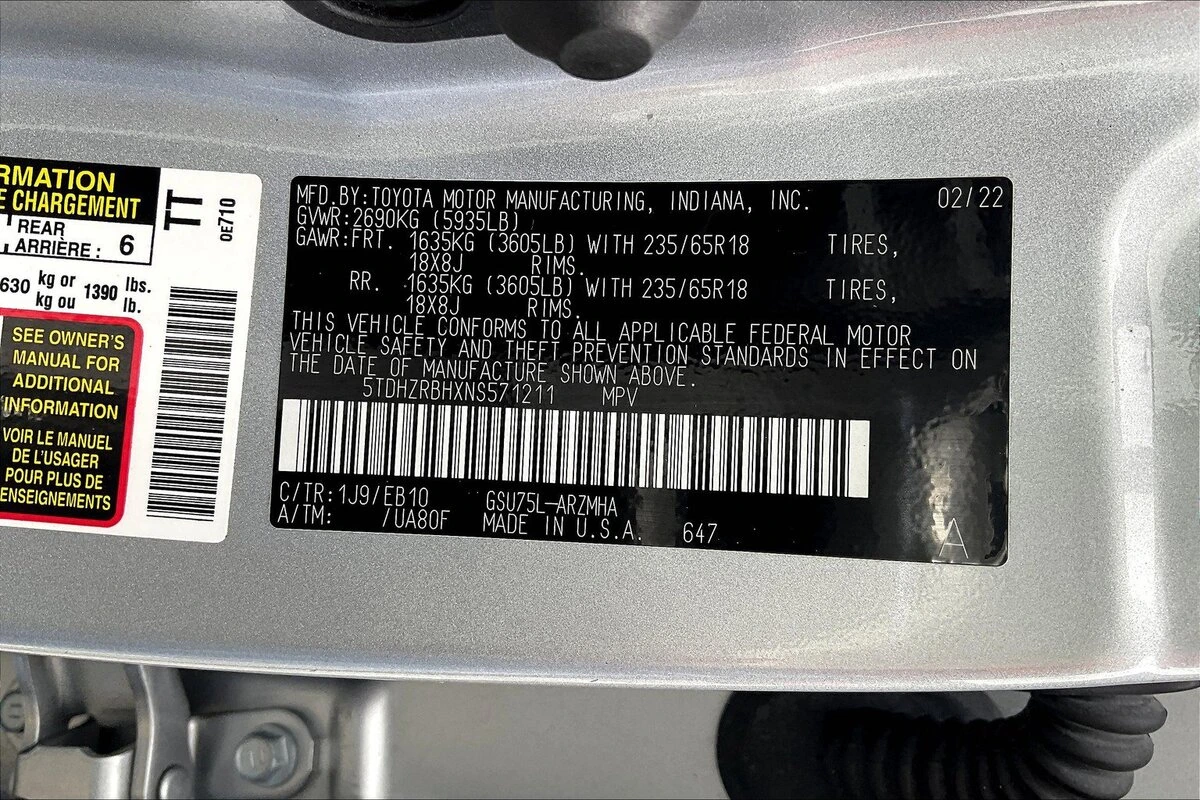 RMATION
E CHARGEMENT
REAR
ARRIÈRE : 6
630 kg or 1390 lbs.
kg ou lb.
SEE OWNER'S
MANUAL FOR
ADDITIONAL
INFORMATION
VOIR LE MANUEL
DE L'USAGER
POUR PLUS DE
ENSEIGNEMENTS
TT
0E710
MFD.BY:TOYOTA MOTOR MANUFACTURING, INDIANA, INC. 02/22
GVWR:2690KG (5935LB)
GAWR:FRT. 1635KG (3605LB) WITH 235/65R18 TIRES,
18X8J RIMS.
RR. 1635KG (3605LB) WITH 235/65R18 TIRES,
18X8J RIMS.
THIS VEHICLE CONFORMS TO ALL APPLICABLE FEDERAL MOTOR
VEHICLE SAFETY AND THEFT PREVENTION STANDARDS IN EFFECT ON
THE DATE OF MANUFACTURE SHOWN ABOVE.
5TDHZRBHXNS571211 MPV
C/TR:1J9/EB10 GSU75L-ARZMHA
A/TM: /UA80F MADE IN U.S.A. 647
A